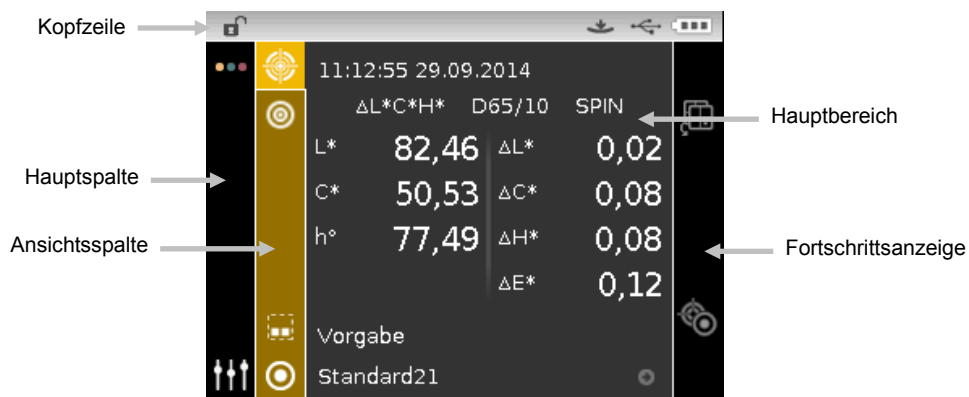 Kopfzeile
11:12:55 29.09.2014
ΔL*C*H* D65/10 SPIN
Hauptbereich
L* 82,46 ΔL* 0,02
Hauptspalte
C* 50,53 ΔC* 0,08
Ansichtsspalte
h° 77,49 ΔH* 0,08
Fortschrittsanzeige
ΔE* 0,12
Vorgabe
Standard21